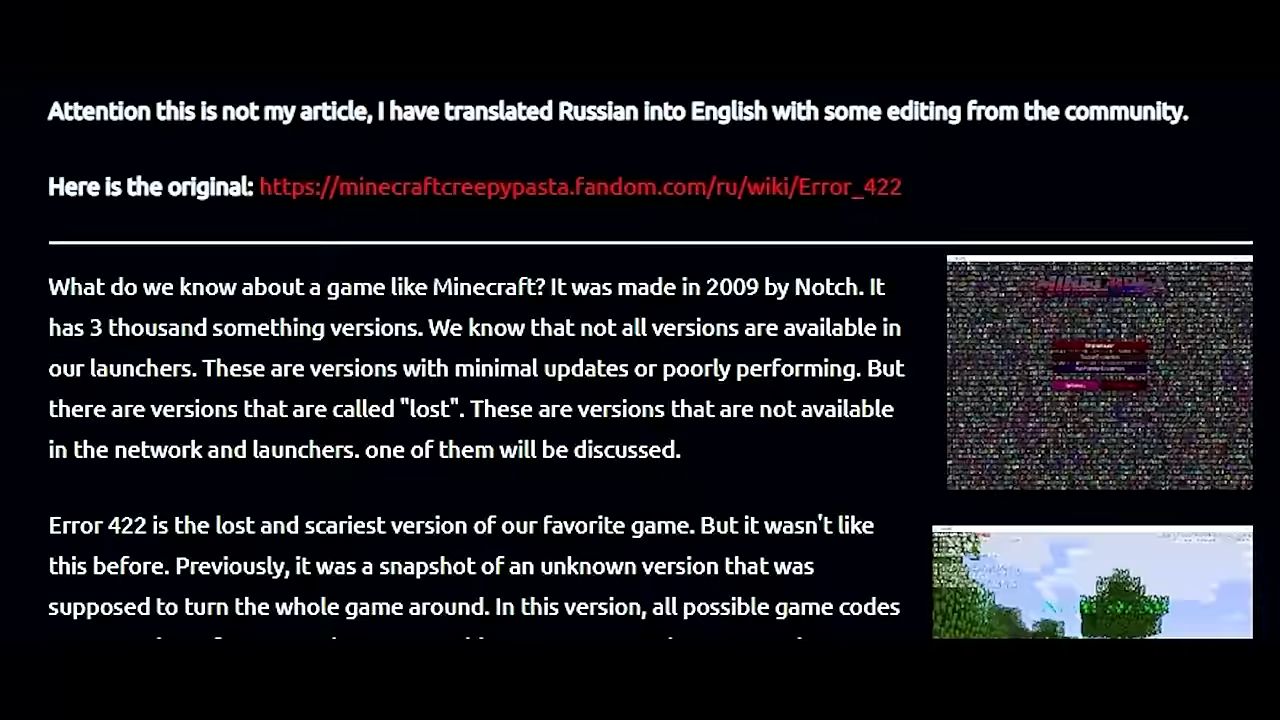 Attention this is not my article, I have translated Russian into English with some editing from the community.
Here is the original: https://minecraftcreepypasta.fandom.com/ru/wiki/Error_422
What do we know about a game like Minecraft? It was made in 2009 by Notch. It
has 3 thousand something versions. We know that not all versions are available in
our launchers. These are versions with minimal updates or poorly performing. But
there are versions that are called "lost". These are versions that are not available
in the network and launchers. one of them will be discussed.
Error 422 is the lost and scariest version of our favorite game. But it wasn't like
this before. Previously, it was a snapshot of an unknown version that was
supposed to turn the whole game around. In this version, all possible game codes